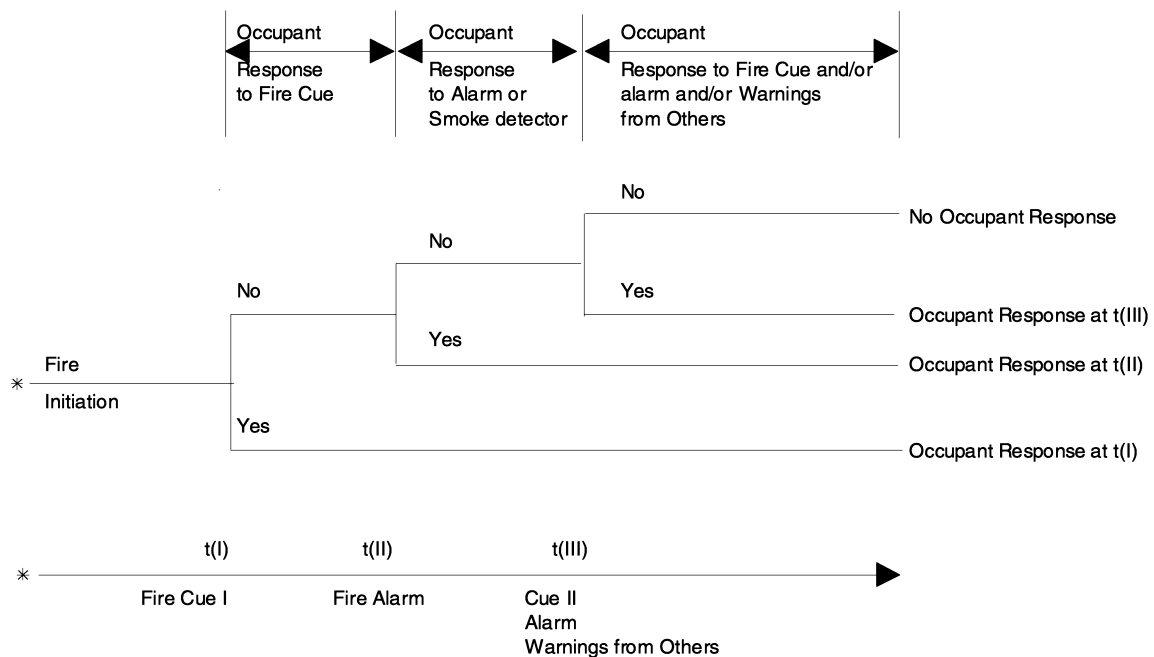 Occupant
Response
to Fire Cue
Occupant
Response
to Alarm or
Smoke detector
Occupant
Response to Fire Cue and/or
alarm and/or Warnings
from Others
No
No Occupant Response
No
No
Yes
Occupant Response at t(III)
Yes
Occupant Response at t(II)
Fire
Initiation
Yes
Occupant Response at t(I)
t(I)
t(II)
t(III)
Fire Cue I
Fire Alarm
Cue II
Alarm
Warnings from Others